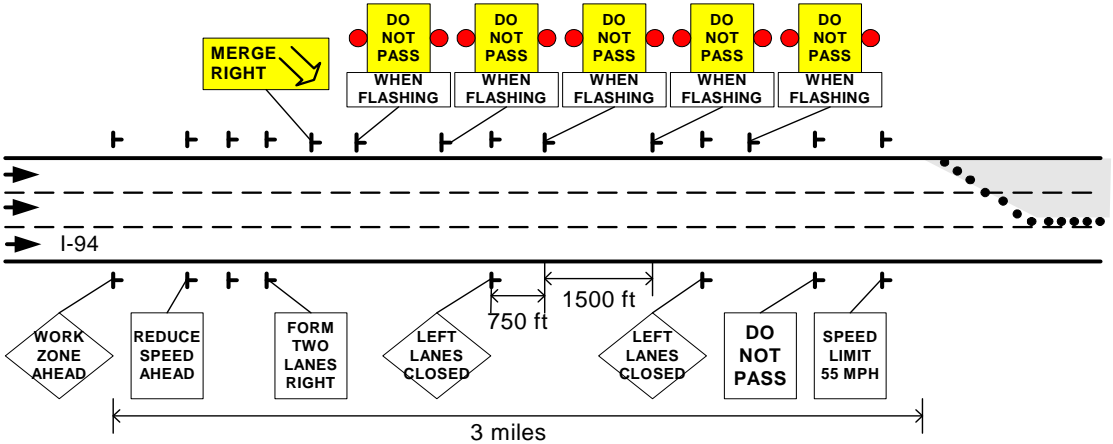 MERGE
RIGHT
DO
NOT
PASS
WHEN
FLASHING
DO
NOT
PASS
WHEN
FLASHING
DO
NOT
PASS
WHEN
FLASHING
DO
NOT
PASS
WHEN
FLASHING
DO
NOT
PASS
WHEN
FLASHING
I-94
750 ft
1500 ft
WORK
ZONE
AHEAD
REDUCE
SPEED
AHEAD
FORM
TWO
LANES
RIGHT
LEFT
LANES
CLOSED
LEFT
LANES
CLOSED
DO
NOT
PASS
SPEED
LIMIT
55 MPH
3 miles